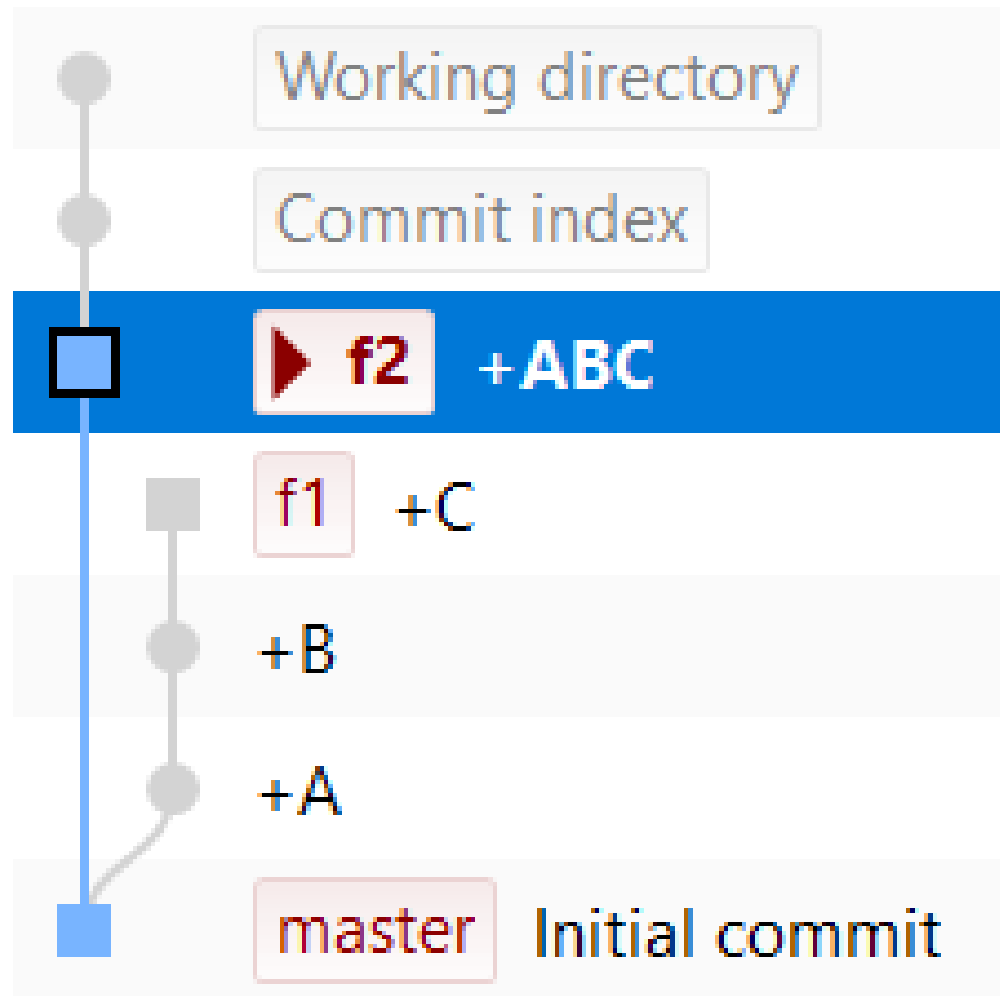 Working directory
Commit index
f2 +ABC
f1 +C
+B
+A
master Initial commit